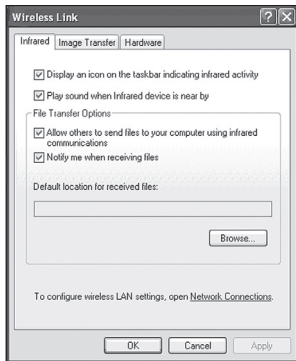 Wireless Link
Infrared
Image Transfer
Hardware
Display an icon on the taskbar indicating infrared activity
Play sound when Infrared device is near by
File Transfer Options
Allow others to send files to your computer using infrared
communications
Notify me when receiving files
Default location for received files:
Browse...
To configure wireless LAN settings, open Network Connections.
OK
Cancel
Apply